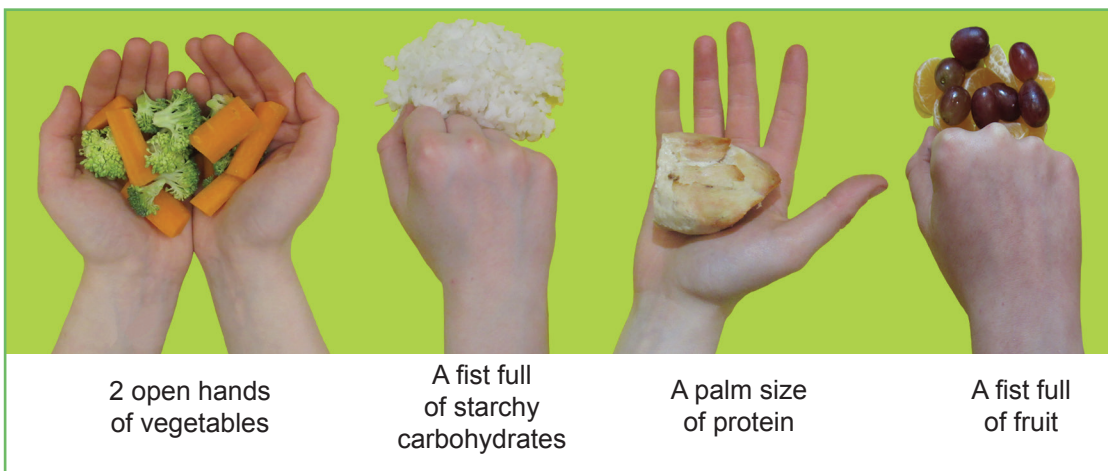 2 open hands
of vegetables
A fist full
of starchy
carbohydrates
A palm size
of protein
A fist full
of fruit